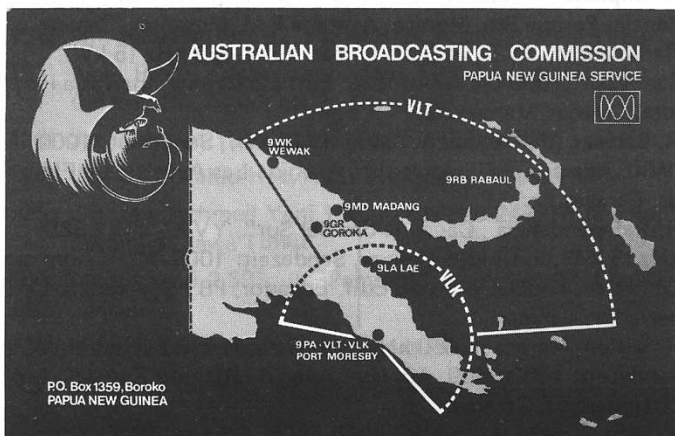 AUSTRALIAN BROADCASTING COMMISSION
PAPUA NEW GUINEA SERVICE
VLT
9WK
WEWAK
9RB RABAUL
9MD MADANG
9GR
GOROKA
9LA LAE
VLK
9PA · VLT · VLK
PORT MORESBY
P.O. Box 1359, Boroko
PAPUA NEW GUINEA